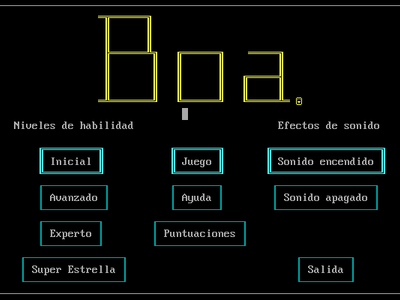 Boa.
Niveles de habilidad
Efectos de sonido
Inicial
Juego
Sonido encendido
Avanzado
Ayuda
Sonido apagado
Experto
Puntuaciones
Super Estrella
Salida